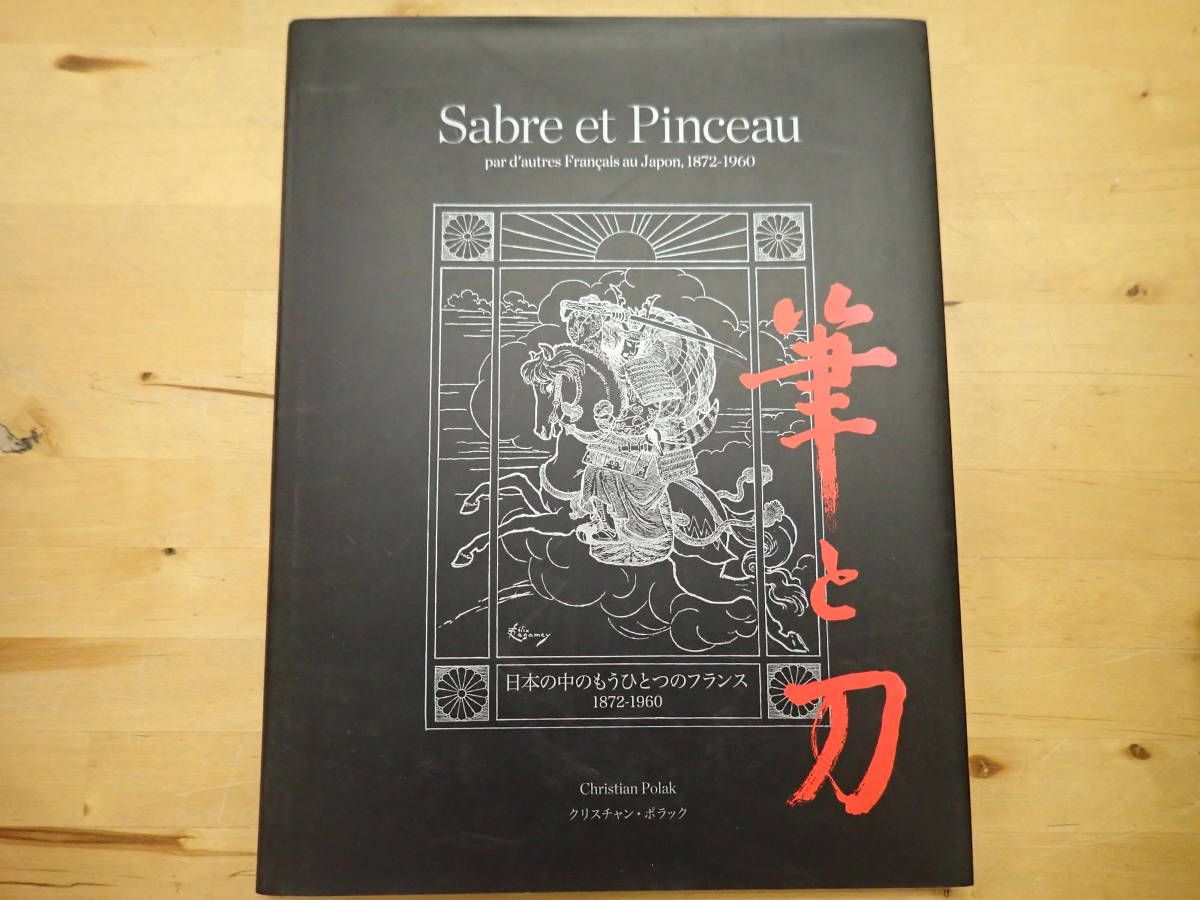 Sabre et Pinceau
par d'autres Français au Japon, 1872-1960
筆と刀
Félix Régamey
日本の中のもうひとつのフランス
1872-1960
Christian Polak
クリスチャン・ポラック